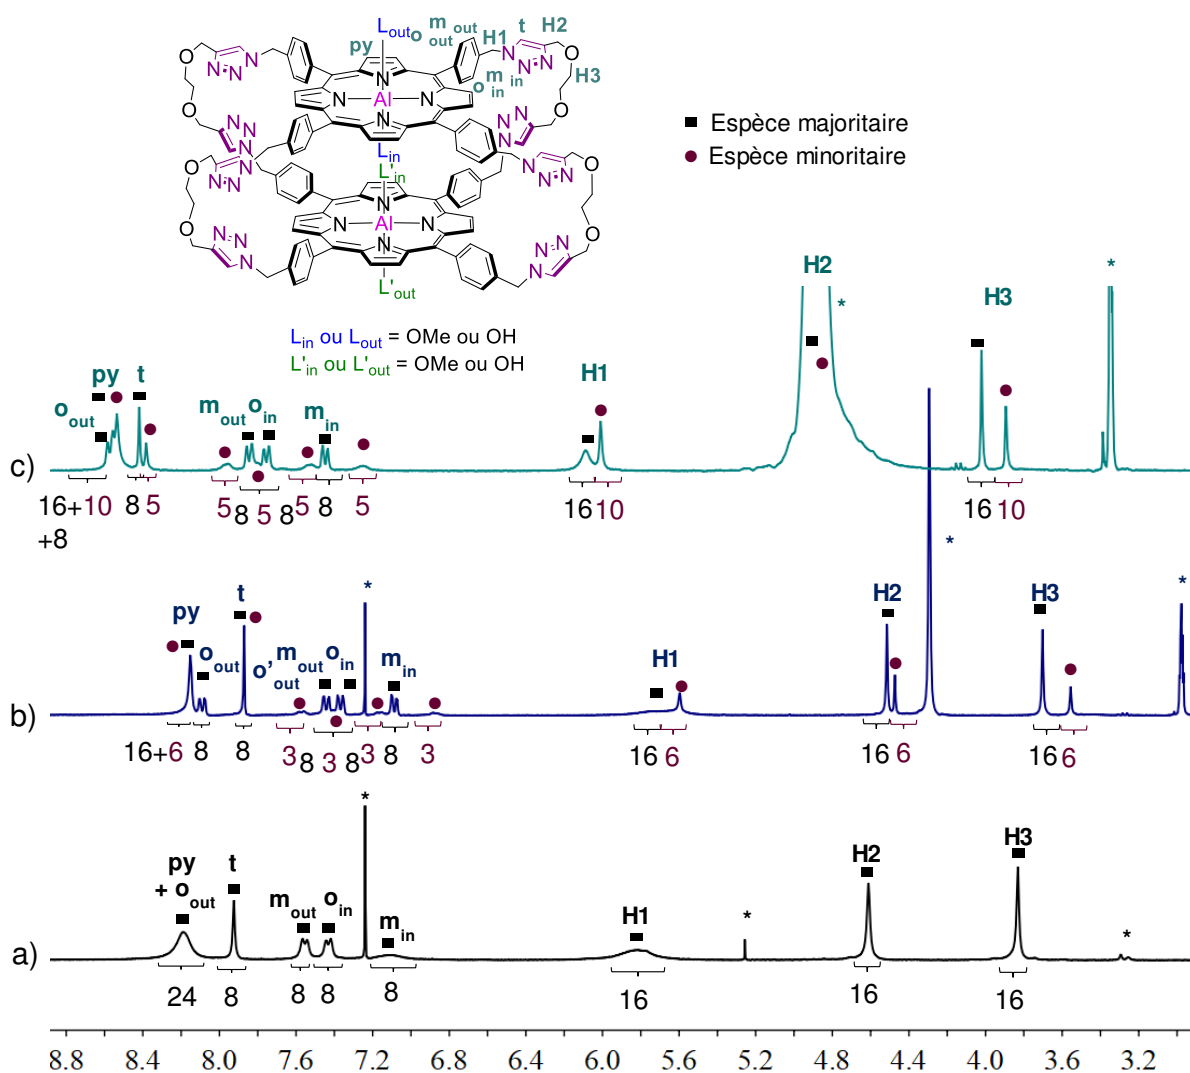 L out o out m out out H1 t H2
py
N N N
o in m in H3
O
O
N Al N
N N N
L in
L' in
N Al N
L' out
■ Espèce majoritaire
● Espèce minoritaire
L in ou L out = OMe ou OH
L' in ou L' out = OMe ou OH
H2
*
*
H3
py t
o out
H1
m out o in
m in
c)
16+10 8 5 5 8 5 8 5 8 5 16 10 16 10
+8
*
*
*
py t
H2 H3
o out o' out m out o in m in
H1
b)
16+6 8 8 3 8 3 8 3 8 3 16 6 16 6 16 6
*
py t
+ o out
m out o in
m in
H1
*
H2
H3
*
a)
24 8 8 8 8 16 16 16
8.8 8.4 8.0 7.6 7.2 6.8 6.4 6.0 5.6 5.2 4.8 4.4 4.0 3.6 3.2